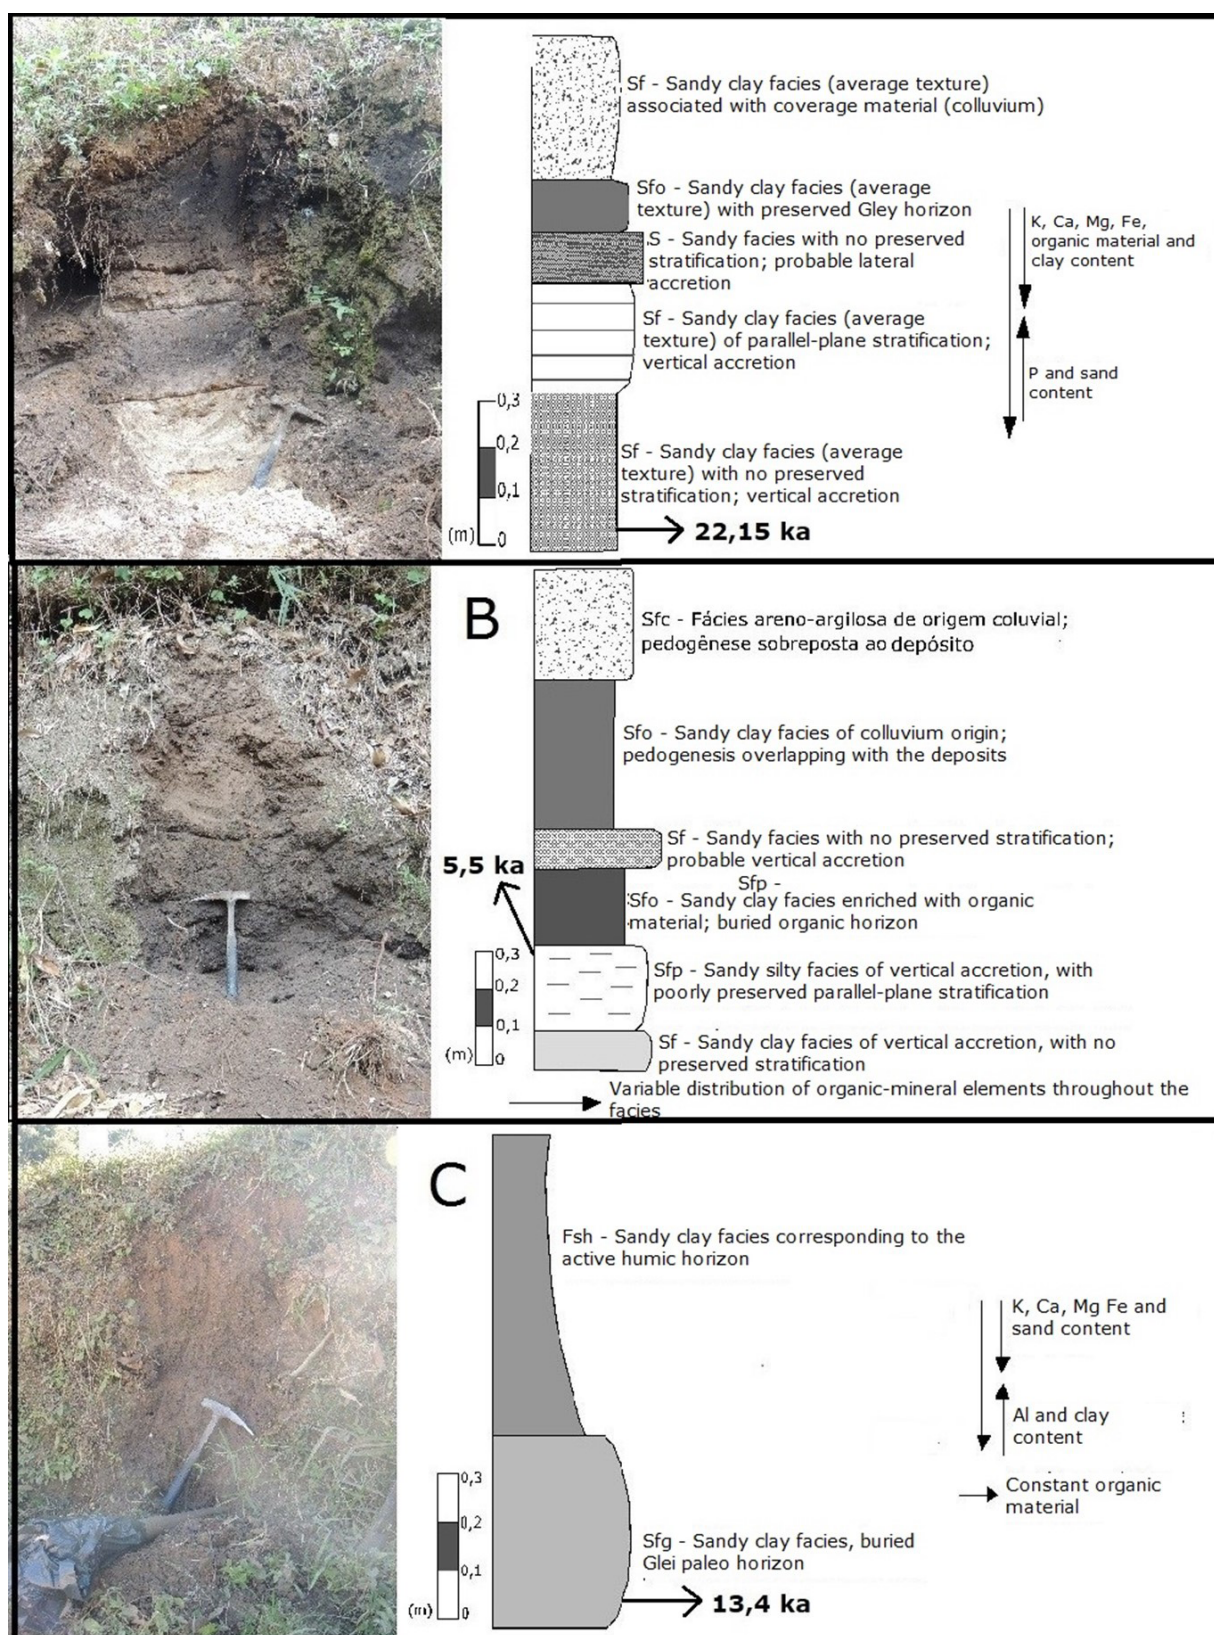 Sf - Sandy clay facies (average texture)
associated with coverage material (colluvium)
Sfo - Sandy clay facies (average
texture) with preserved Gley horizon
S - Sandy facies with no preserved
stratification; probable lateral
accretion
Sf - Sandy clay facies (average
texture) of parallel-plane stratification;
vertical accretion
Sf - Sandy clay facies (average
texture) with no preserved
stratification; vertical accretion
22,15 ka
K, Ca, Mg, Fe,
organic material and
clay content
P and sand
content
0,3
0,2
0,1
(m) 0
B
Sfc - Fácies areno-argilosa de origem coluvial;
pedogênese sobreposta ao depósito
Sfo - Sandy clay facies of colluvium origin;
pedogenesis overlapping with the deposits
Sf - Sandy facies with no preserved stratification;
probable vertical accretion
5,5 ka
Sfp -
Sfo - Sandy clay facies enriched with organic
material; buried organic horizon
Sfp - Sandy silty facies of vertical accretion, with
poorly preserved parallel-plane stratification
Sf - Sandy clay facies of vertical accretion, with no
preserved stratification
0,3
0,2
0,1
(m) 0
Variable distribution of organic-mineral elements throughout the
facies
C
Fsh - Sandy clay facies corresponding to the
active humic horizon
K, Ca, Mg Fe and
sand content
Al and clay
content
Constant organic
material
0,3
0,2
0,1
(m) 0
Sfg - Sandy clay facies, buried
Glei paleo horizon
13,4 ka